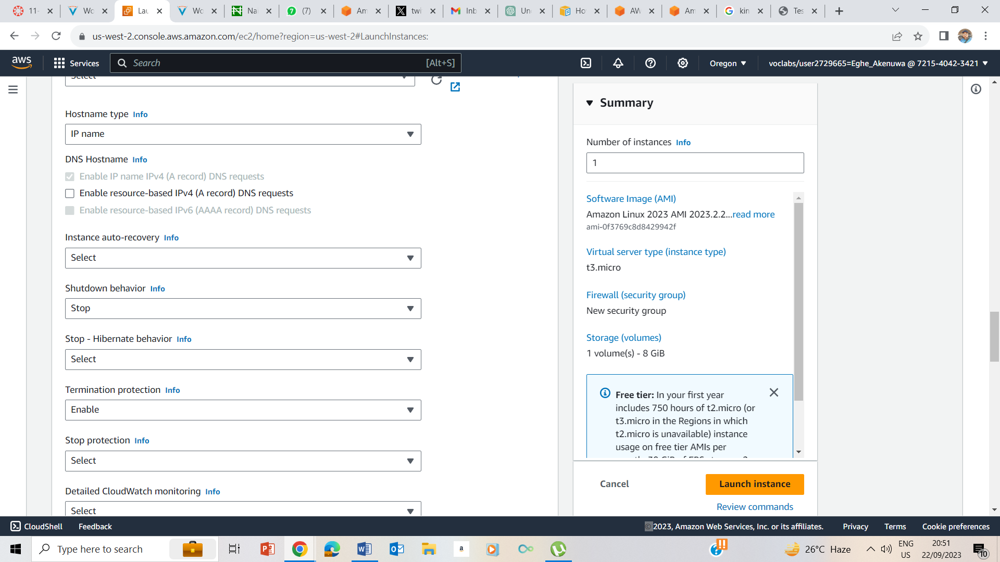 11-
Wo
Lau
Wo
Nai
(7)
Am
twi
Inb
Un
Ho
AW
Am
kin
Tes
us-west-2.console.aws.amazon.com/ec2/home?region=us-west-2#LaunchInstances:
aws
Services
Search
[Alt+S]
Oregon
voclabs/user2729665=Eghe_Akenuwa @ 7215-4042-3421
Select
Hostname type Info
IP name
DNS Hostname Info
Enable IP name IPv4 (A record) DNS requests
Enable resource-based IPv4 (A record) DNS requests
Enable resource-based IPv6 (AAAA record) DNS requests
Instance auto-recovery Info
Select
Shutdown behavior Info
Stop
Stop - Hibernate behavior Info
Select
Termination protection Info
Enable
Stop protection Info
Select
Detailed CloudWatch monitoring Info
Select
Summary
Number of instances Info
1
Software Image (AMI)
Amazon Linux 2023 AMI 2023.2.2...read more
ami-0f3769c8d8429942f
Virtual server type (instance type)
t3.micro
Firewall (security group)
New security group
Storage (volumes)
1 volume(s) - 8 GiB
Free tier: In your first year
includes 750 hours of t2.micro (or
t3.micro in the Regions in which
t2.micro is unavailable) instance
usage on free tier AMIs per
Cancel
Launch instance
Review commands
CloudShell
Feedback
© 2023, Amazon Web Services, Inc. or its affiliates.
Privacy
Terms
Cookie preferences
Type here to search
26°C Haze
ENG
US
20:51
22/09/2023
10